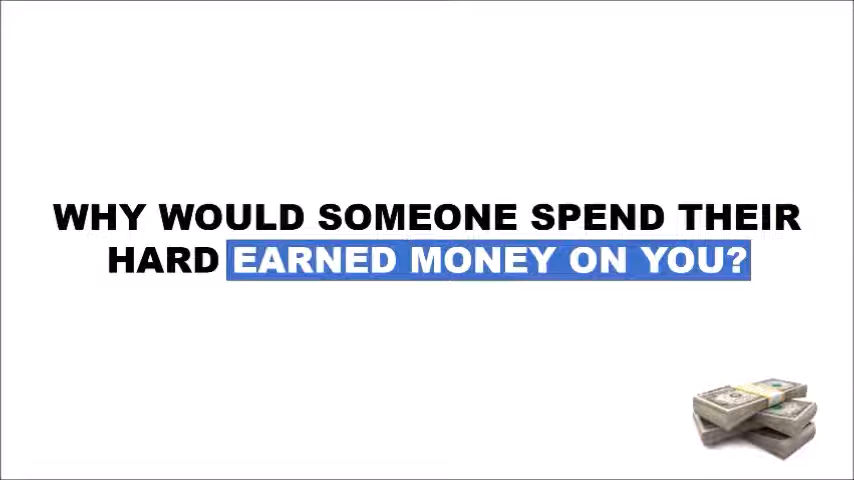 WHY WOULD SOMEONE SPEND THEIR
HARD EARNED MONEY ON YOU?